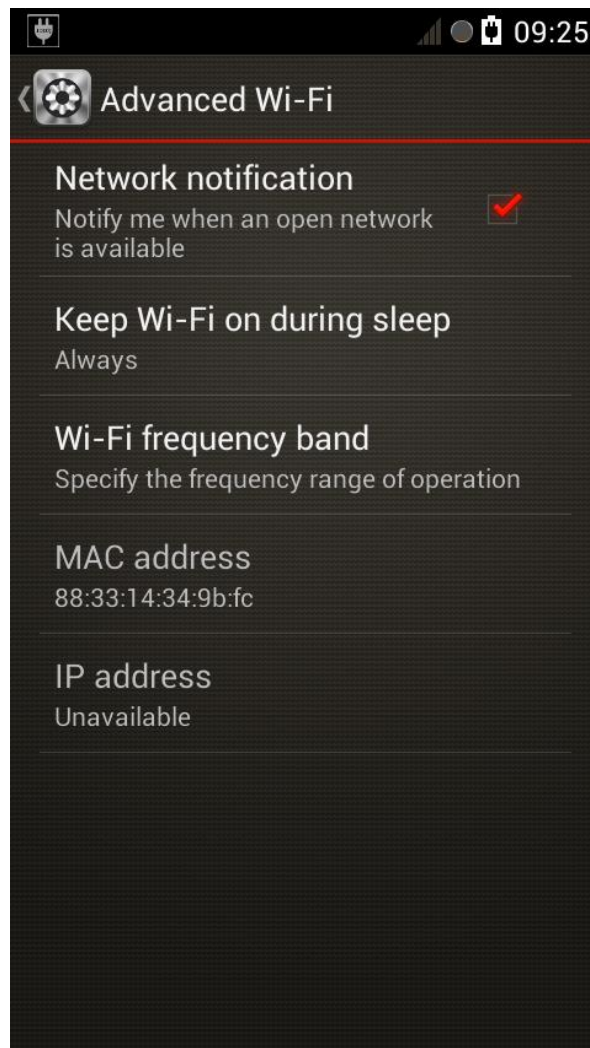 09:25
Advanced Wi-Fi
Network notification
Notify me when an open network
is available
Keep Wi-Fi on during sleep
Always
Wi-Fi frequency band
Specify the frequency range of operation
MAC address
88:33:14:34:9b:fc
IP address
Unavailable